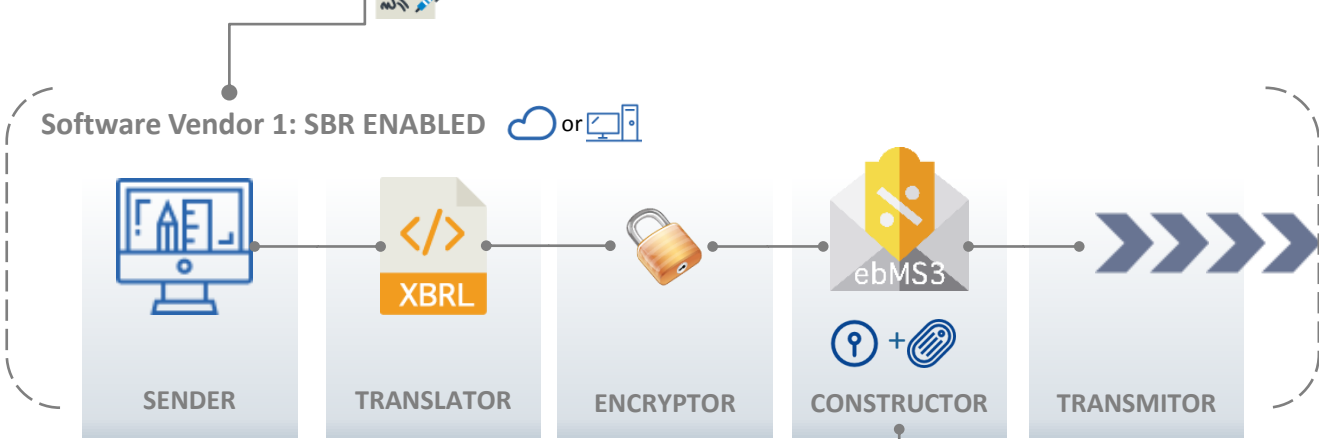 Software Vendor 1: SBR ENABLED or
</>
XBRL
ebMS3
+
SENDER
TRANSLATOR
ENCRYPTOR
CONSTRUCTOR
TRANSMITOR